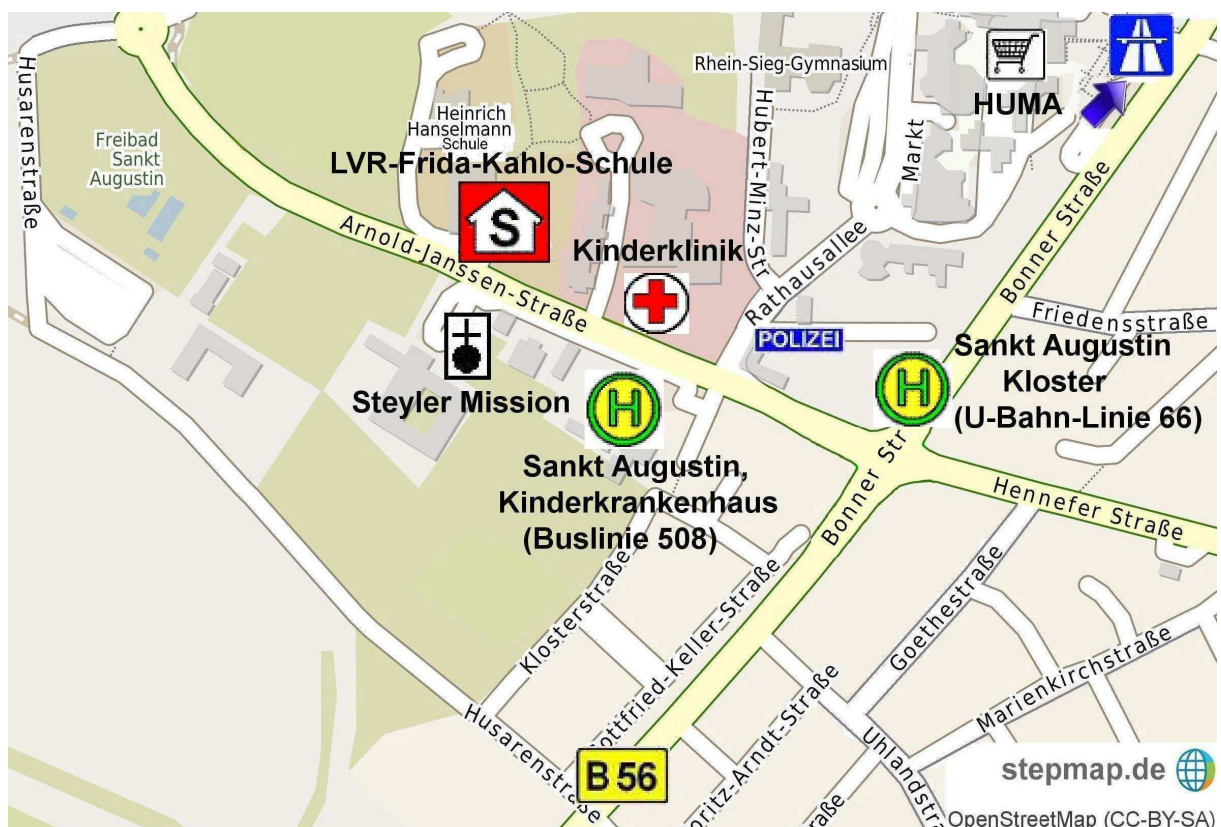 Husarenstraße
Freibad
Sankt
Augustin
Heinrich
Hanselmann
Schule
LVR-Frida-Kahlo-Schule
S
Arnold-Janssen-Straße
Kinderklinik
Rhein-Sieg-Gymnasium
Hubert-Minz-Str
Markt
HUMA
Rathausallee
POLIZEI
Bonner Straße
Friedensstraße
Steyler Mission
H
Sankt Augustin,
Kinderkrankenhaus
(Buslinie 508)
H
Sankt Augustin
Kloster
(U-Bahn-Linie 66)
Bonner Str
Hennefer Straße
Klosterstraße
Gottfried-Keller-Straße
Goethestraße
Marienkirchstraße
Husarenstraße
B 56
oritz-Arndt-Straße
Uhlandstra
raße
stepmap.de
OpenStreetMap (CC-BY-SA)